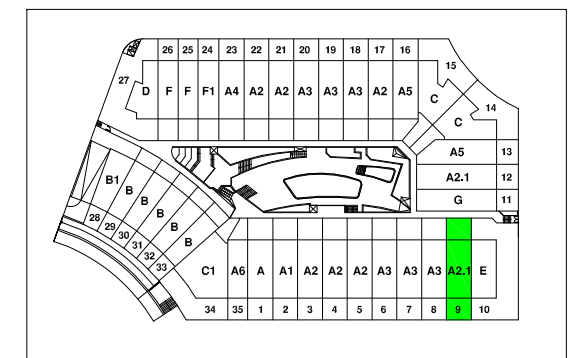 26 25 24 23 22 21 20 19 18 17 16
15
27
D F F F1 A4 A2 A2 A3 A3 A2 A5
C
14
C
A5 13
A2.1 12
G 11
B1
B
B
B
B
B
28
29
30
31
32
33
C1 A6 A A1 A2 A2 A2 A3 A3 A3 A2.1 E
34 35 1 2 3 4 5 6 7 8 9 10